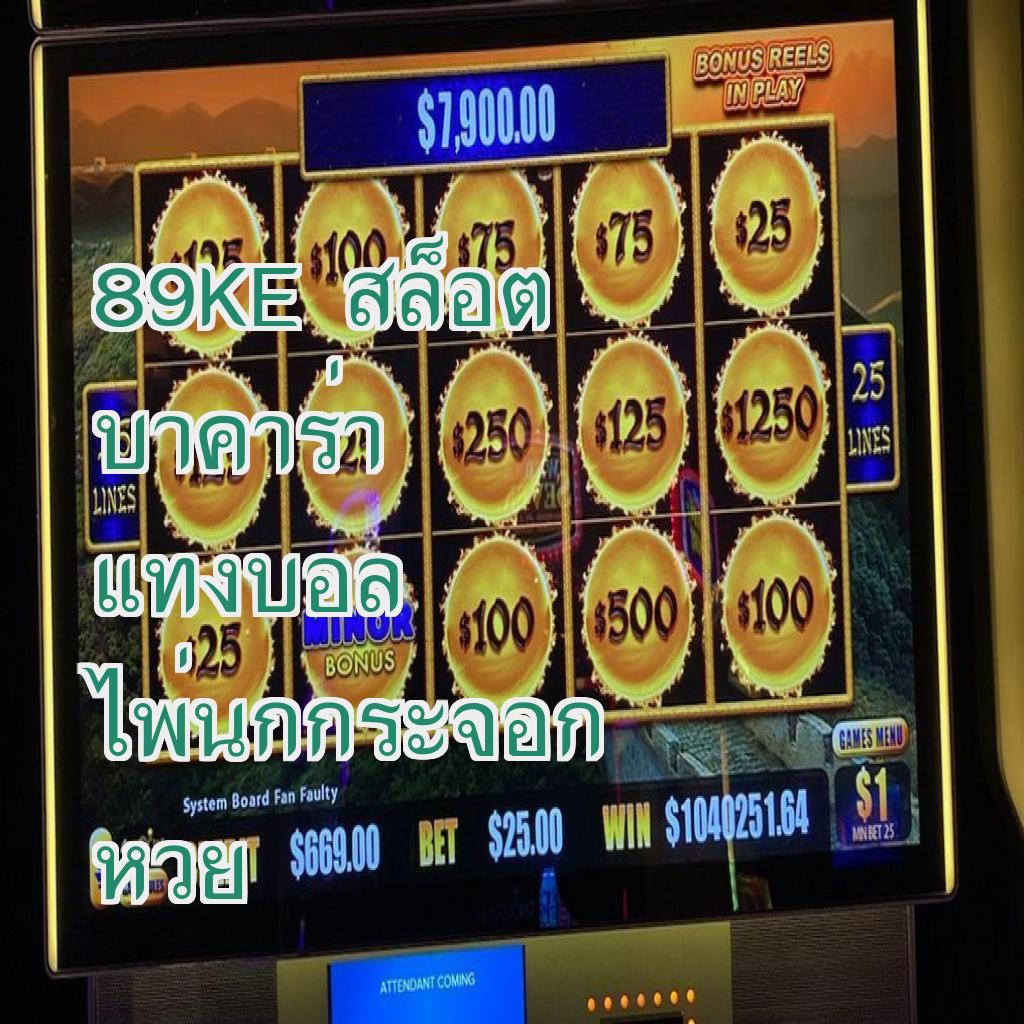 BONUS REELS
IN PLAY
$7,900.00
$125 $100 $75 $75 $25
89KE สล็อต
บาคาร่า
$250 $125 $1250
25
LINES
LINES
แทงบอล
$25 MINOR
BONUS
$100 $500 $100
ไพ่นกกระจอก
GAMES MENU
System Board Fan Faulty
$1
MIN BET 25
$669.00 BET $25.00 WIN $1040251.64
หวย
ATTENDANT COMING